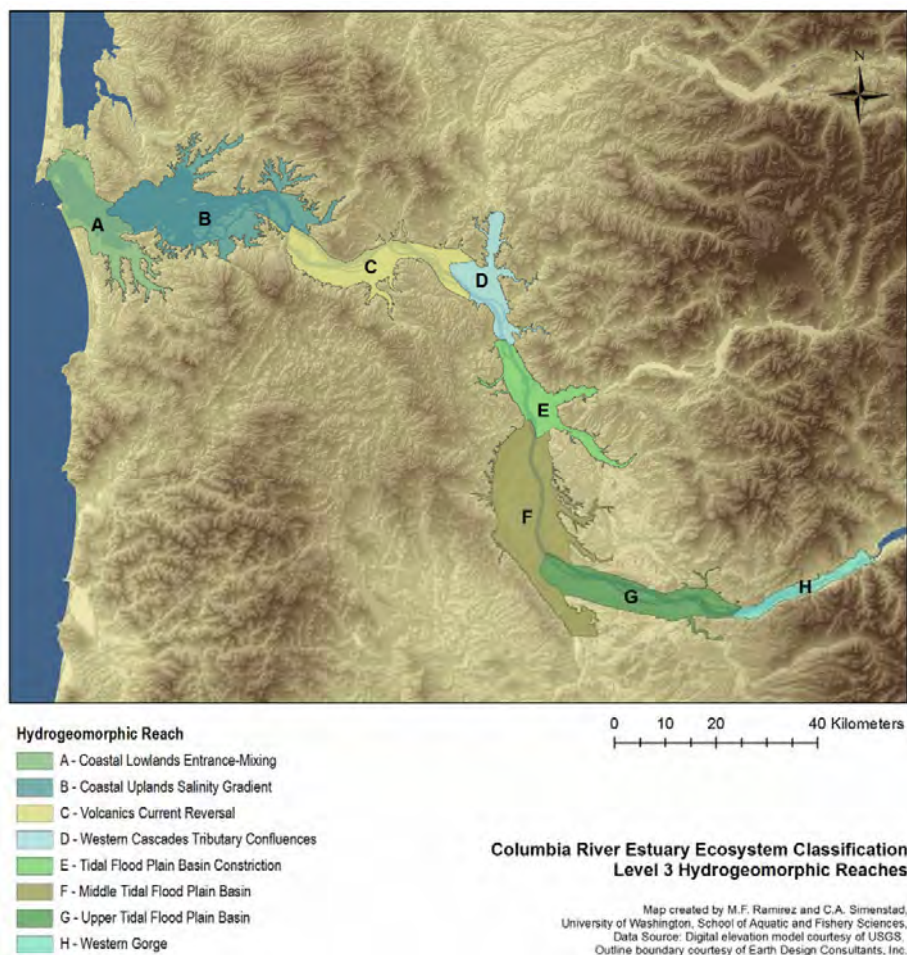 N
A
B
C
D
E
F
G
H
Hydrogeomorphic Reach
A - Coastal Lowlands Entrance-Mixing
B - Coastal Uplands Salinity Gradient
C - Volcanics Current Reversal
D - Western Cascades Tributary Confluences
E - Tidal Flood Plain Basin Constriction
F - Middle Tidal Flood Plain Basin
G - Upper Tidal Flood Plain Basin
H - Western Gorge
0 10 20 40 Kilometers
Columbia River Estuary Ecosystem Classification
Level 3 Hydrogeomorphic Reaches
Map created by M.F. Ramirez and C.A. Simenstad,
University of Washington, School of Aquatic and Fishery Sciences,
Data Source: Digital elevation model courtesy of USGS.
Outline boundary courtesy of Earth Design Consultants, Inc.